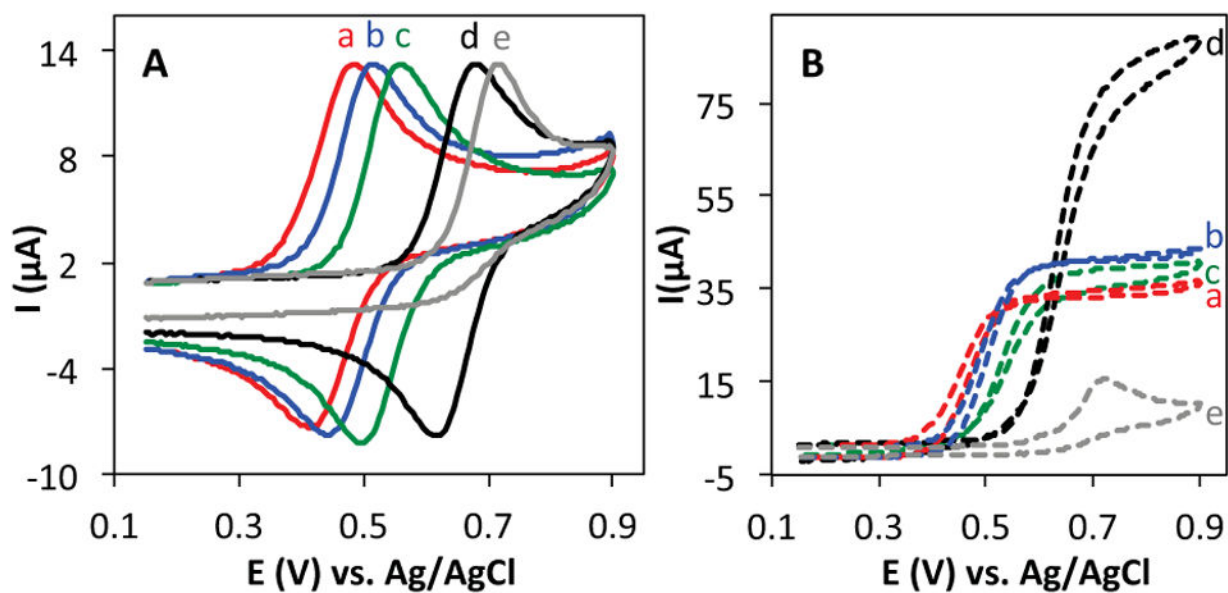 A
a b c d e
14
8
2
-4
-10
I (μA)
0.1 0.3 0.5 0.7 0.9
E (V) vs. Ag/AgCl
B
d
b
c
a
e
75
55
35
15
-5
I(μA)
0.1 0.3 0.5 0.7 0.9
E (V) vs. Ag/AgCl